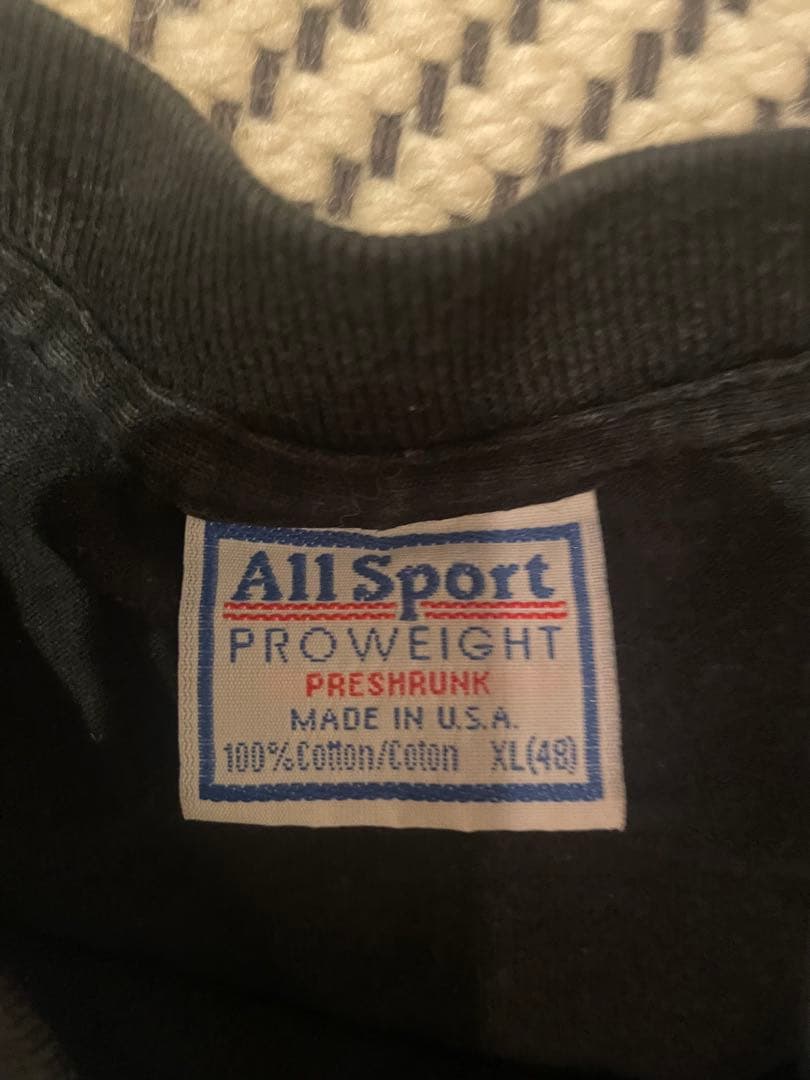 All Sport
PROWEIGHT
PRESHRUNK
MADE IN U.S.A.
100% Cotton/Coton XL(48)